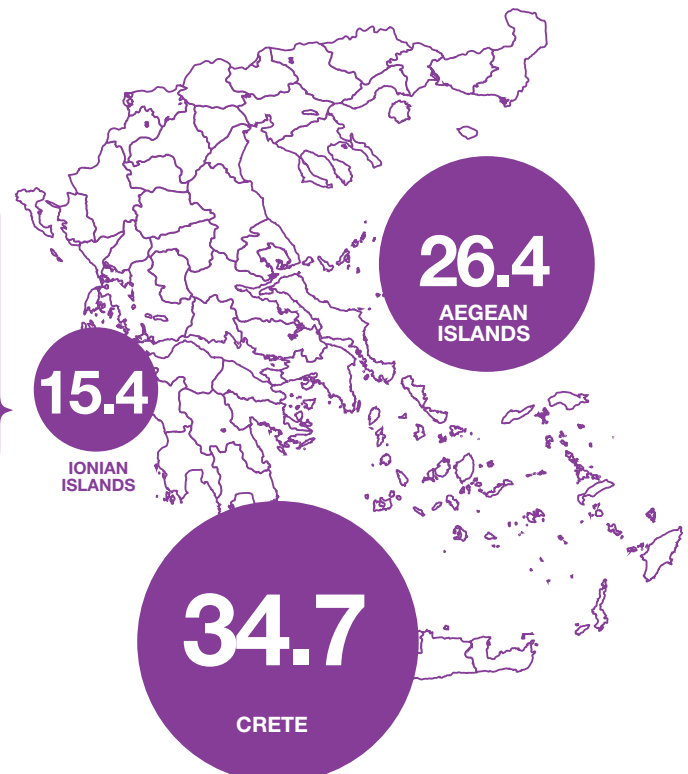 26.4
AEGEAN
ISLANDS
15.4
IONIAN
ISLANDS
34.7
CRETE